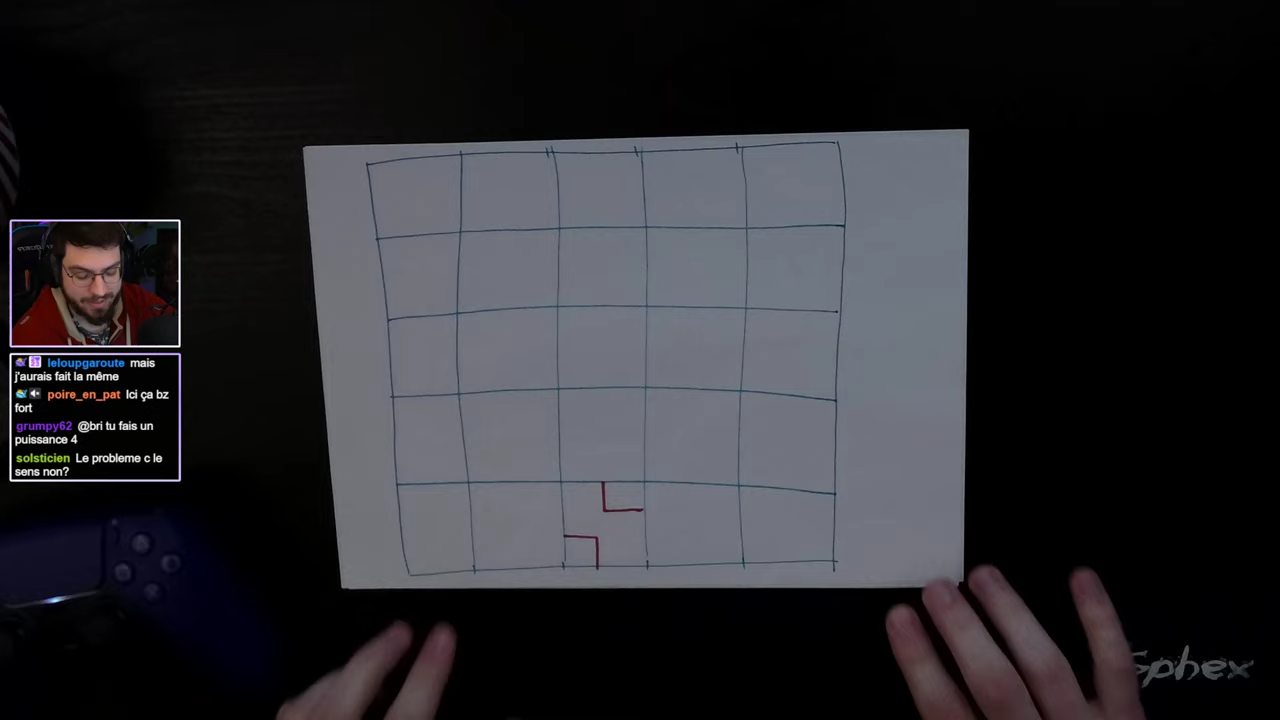 leloupgaroute mais
j'aurais fait la même
poire_en_pat Ici ça bz
fort
grumpy62 @bri tu fais un
puissance 4
solsticien Le probleme c le
sens non?
Sphex